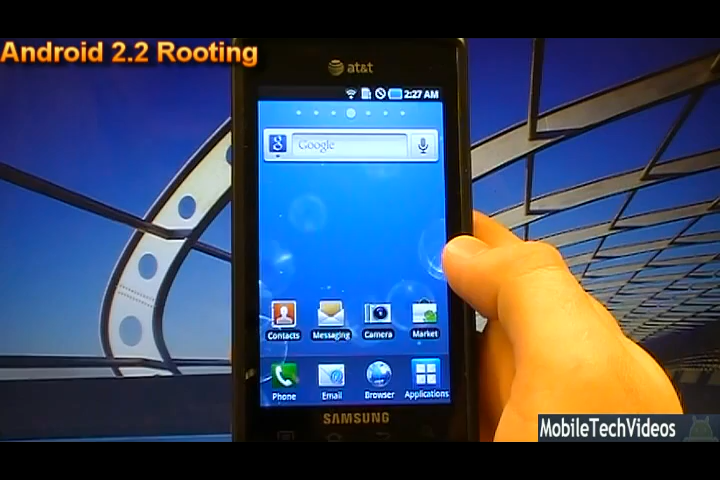 Android 2.2 Rooting
at&t
2:27 AM
Google
Contacts
Messaging
Camera
Market
Phone
Email
Browser
Applications
SAMSUNG
MobileTechVideos